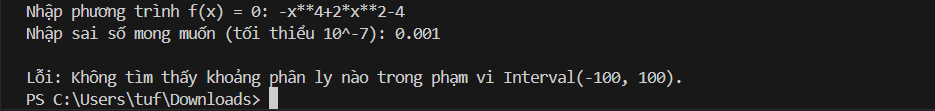 Nhập phương trình f(x) = 0: -x**4+2*x**2-4
Nhập sai số mong muốn (tối thiểu 10^-7): 0.001
Lỗi: Không tìm thấy khoảng phân ly nào trong phạm vi Interval(-100, 100).
PS C:\Users\tuf\Downloads>